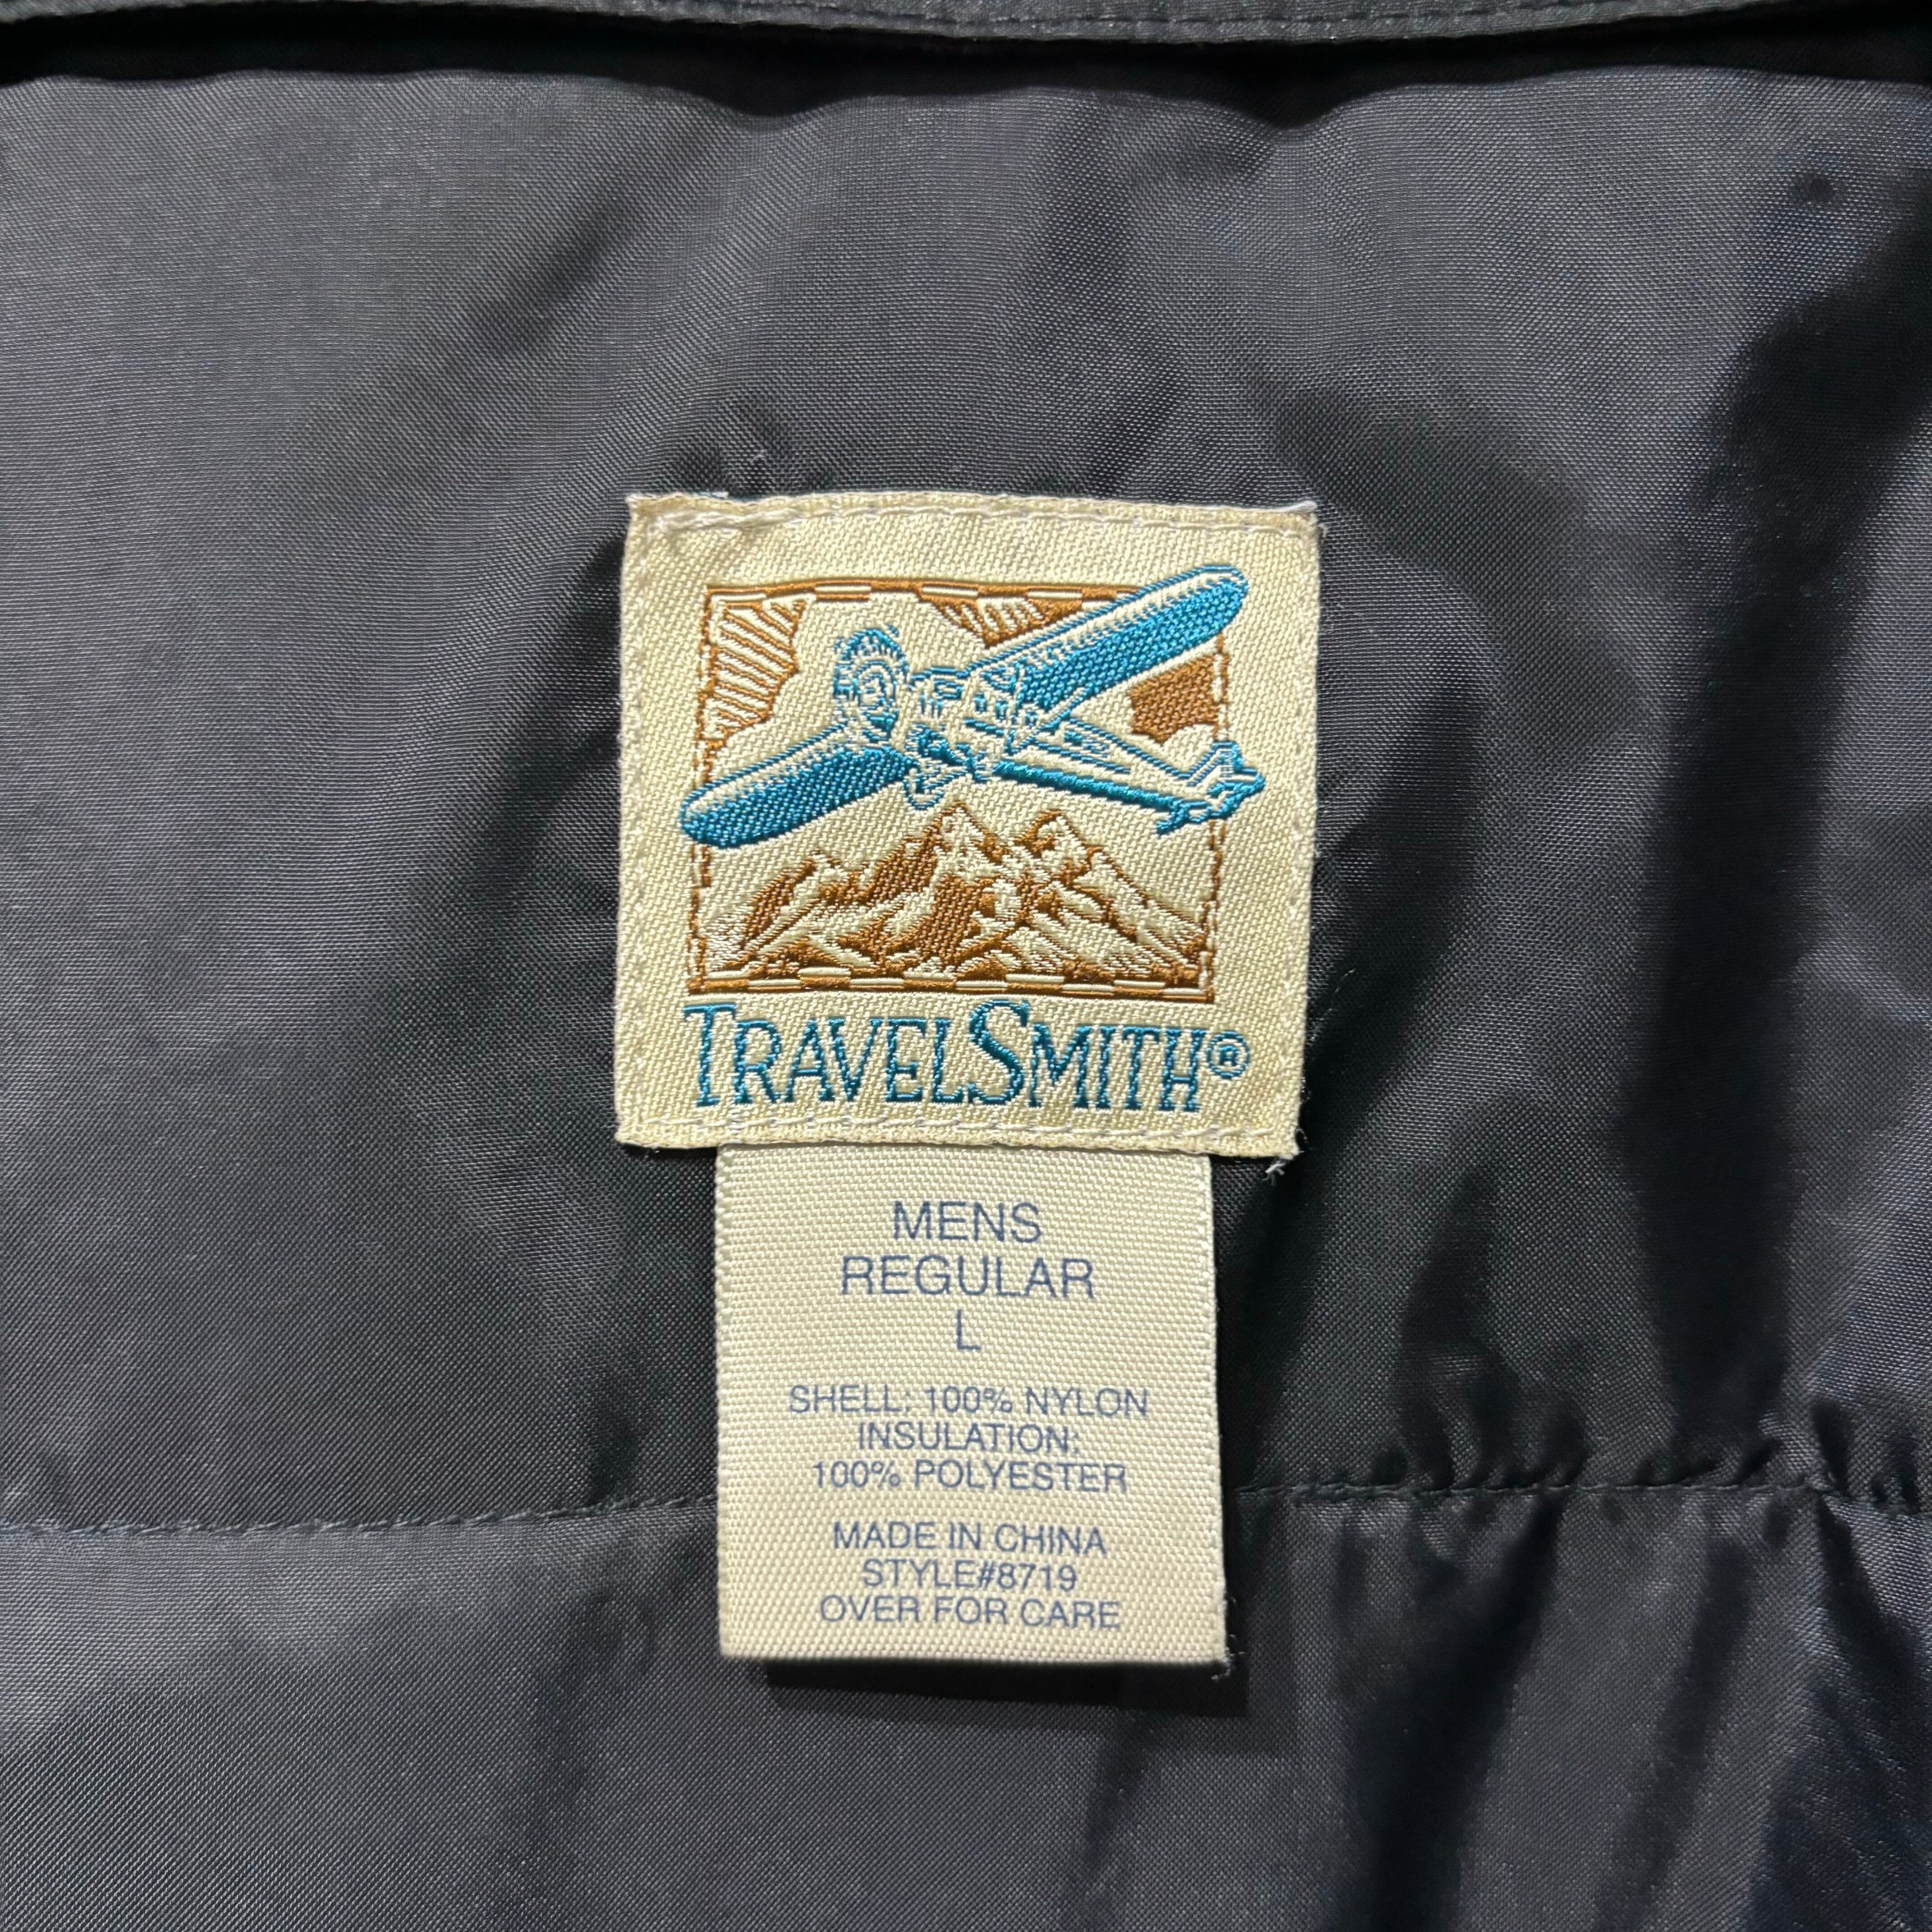 TRAVELSMITH®
MENS
REGULAR
L
SHELL: 100% NYLON
INSULATION:
100% POLYESTER
MADE IN CHINA
STYLE#8719
OVER FOR CARE